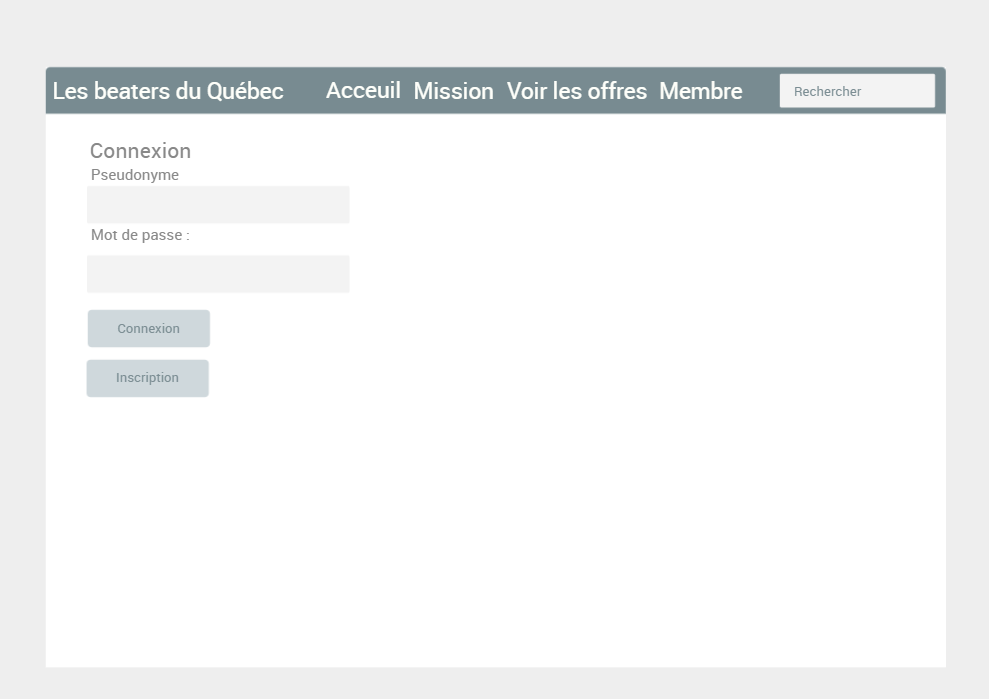 Les beaters du Québec Acceuil Mission Voir les offres Membre Rechercher
Connexion
Pseudonyme
Mot de passe :
Connexion
Inscription